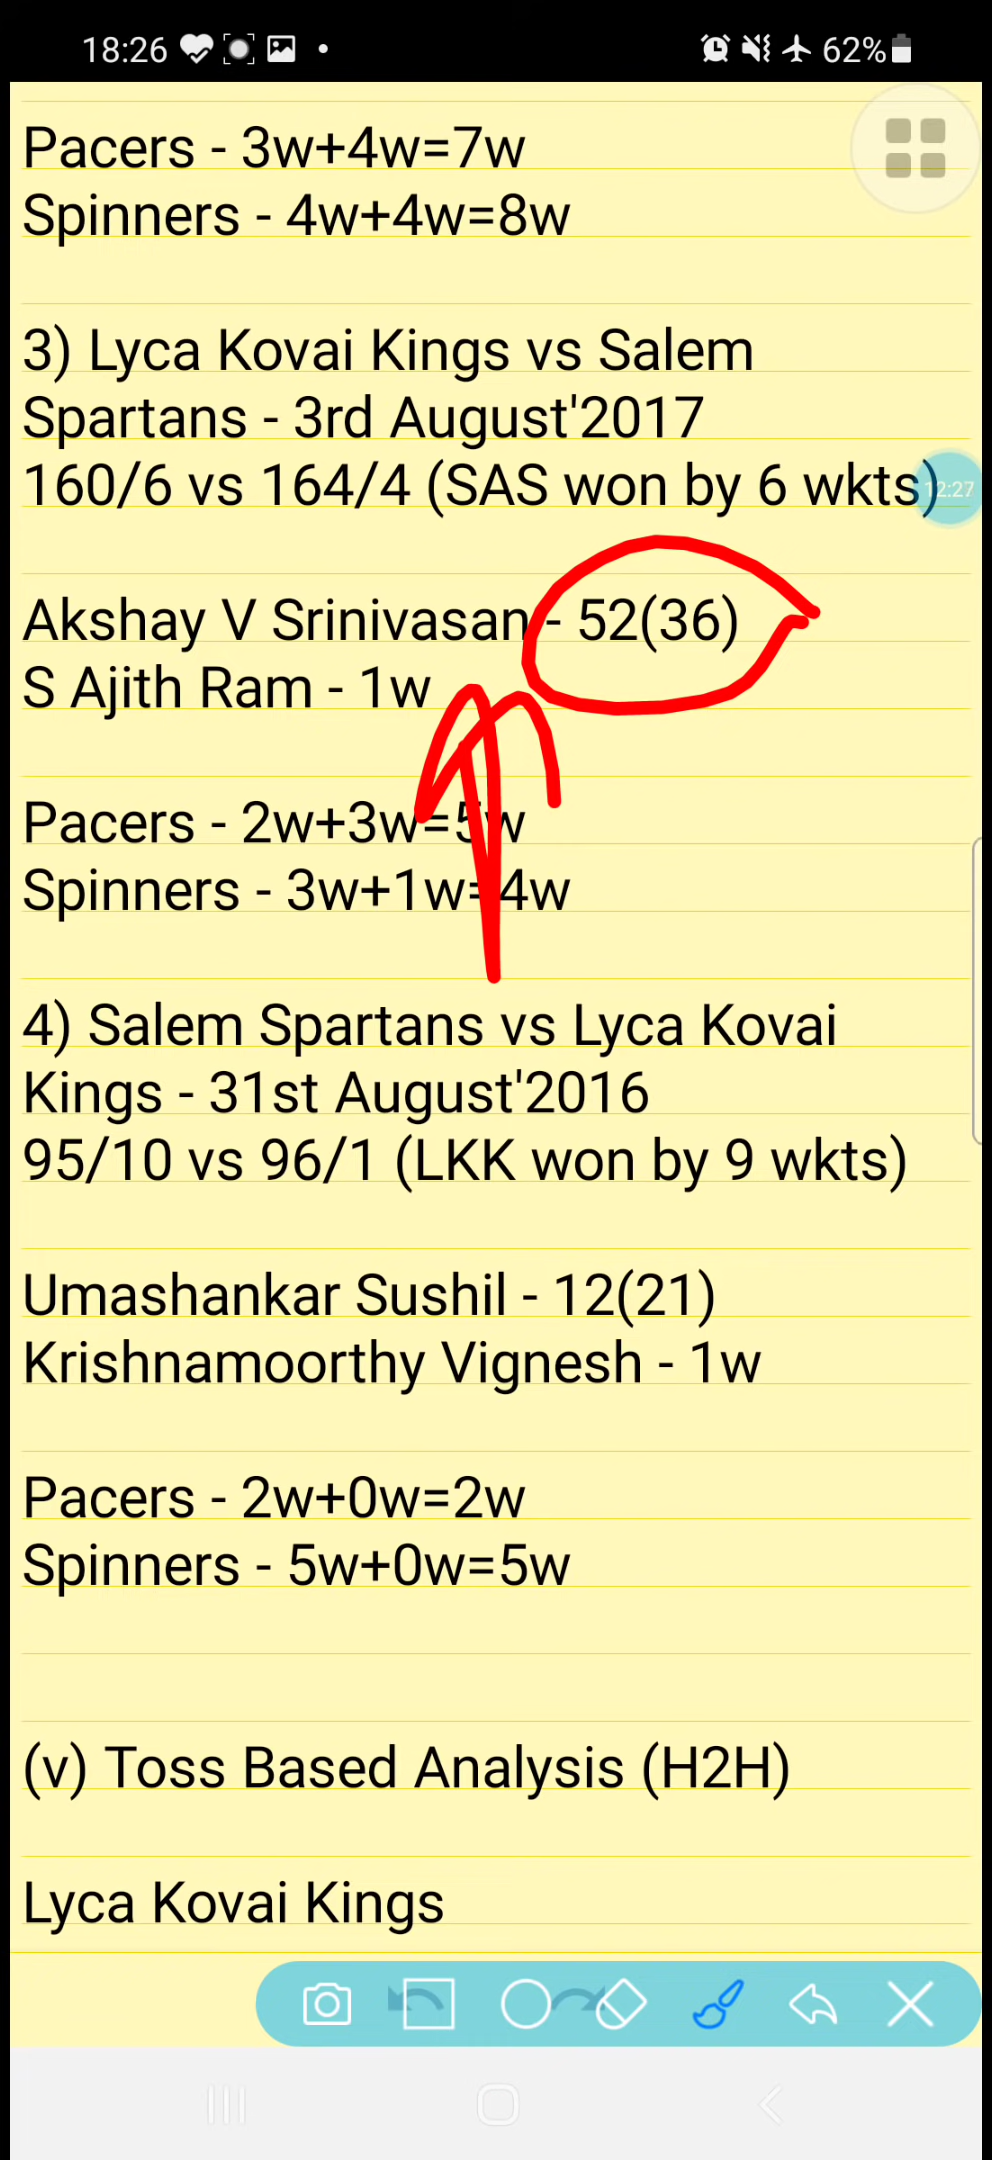 18:26
62%
Pacers - 3w+4w=7w
Spinners - 4w+4w=8w
3) Lyca Kovai Kings vs Salem
Spartans - 3rd August'2017
160/6 vs 164/4 (SAS won by 6 wkts)
12:27
Akshay V Srinivasan - 52(36)
S Ajith Ram - 1w
Pacers - 2w+3w=5w
Spinners - 3w+1w=4w
4) Salem Spartans vs Lyca Kovai
Kings - 31st August'2016
95/10 vs 96/1 (LKK won by 9 wkts)
Umashankar Sushil - 12(21)
Krishnamoorthy Vignesh - 1w
Pacers - 2w+0w=2w
Spinners - 5w+0w=5w
(v) Toss Based Analysis (H2H)
Lyca Kovai Kings